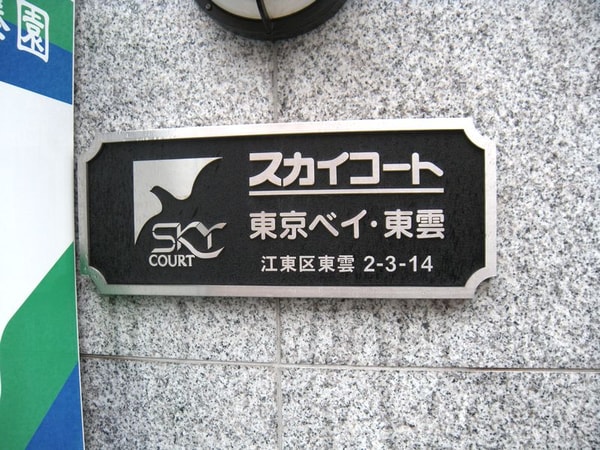 園
SKY
COURT
スカイコート
東京ベイ・東雲
江東区東雲 2-3-14